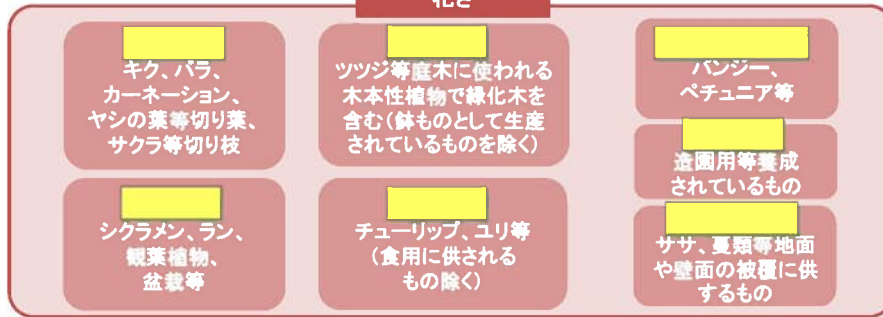 花き
キク、バラ、
カーネーション、
ヤシの葉等切り葉、
サクラ等切り枝
ツツジ等庭木に使われる
木本性植物で緑化木を
含む(鉢ものとして生産
されているものを除く)
パンジー、
ペチュニア等
造園用等養成
されているもの
シクラメン、ラン、
観葉植物、
盆栽等
チューリップ、ユリ等
(食用に供される
もの除く)
ササ、蔓類等地面
や壁面の被覆に供
するもの